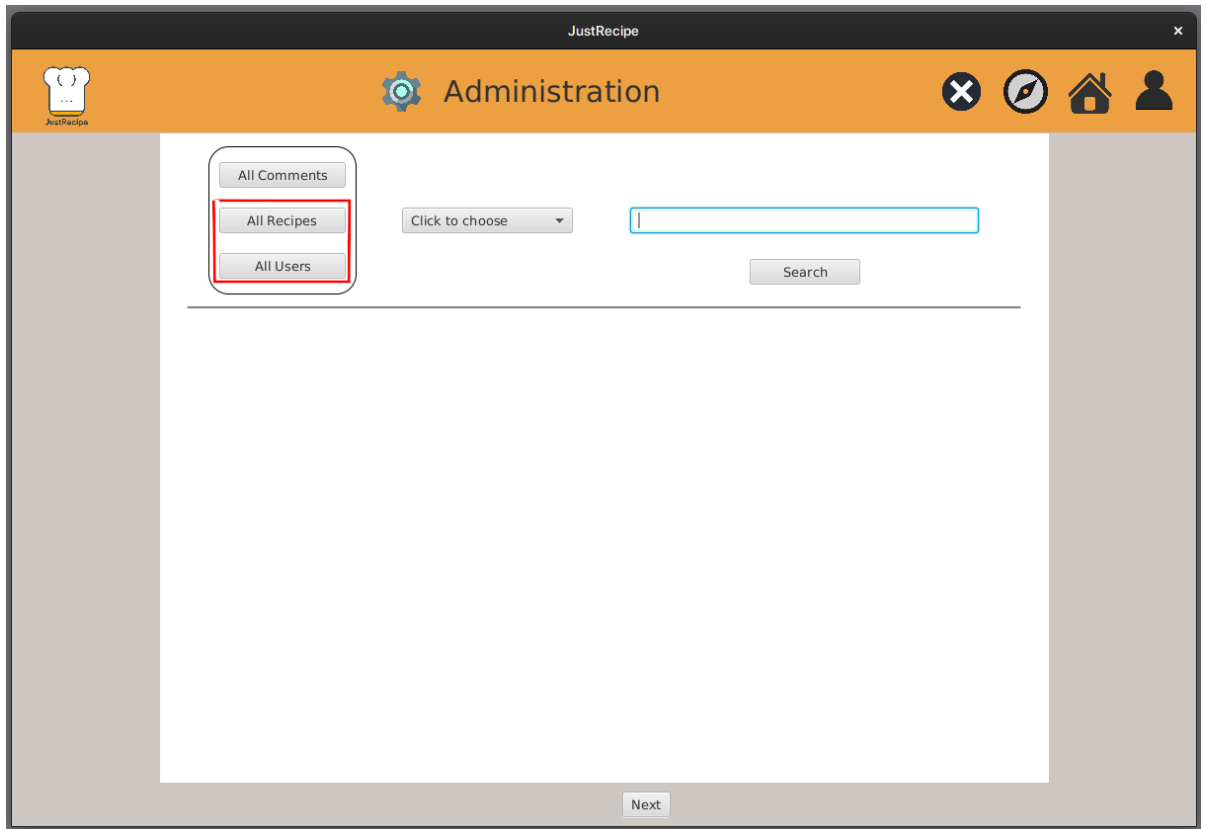 JustRecipe
{ }
...
JustRecipe
Administration
All Comments
All Recipes
Click to choose
All Users
Search
Next